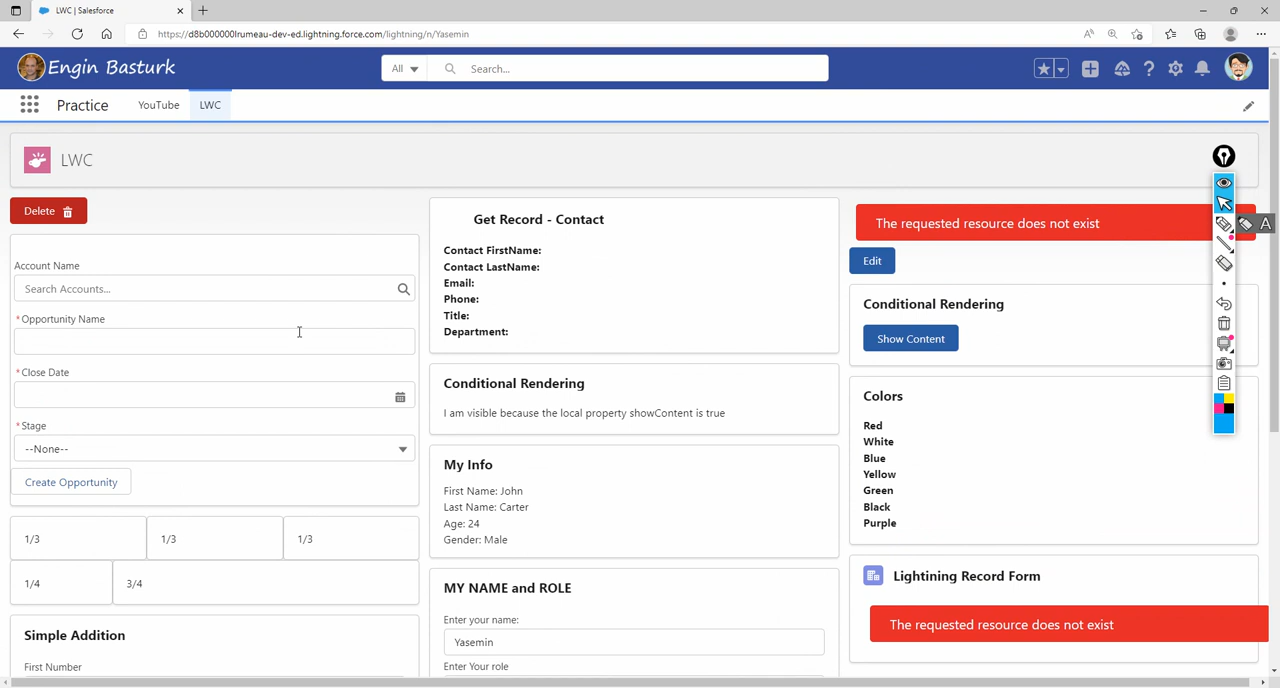 LWC | Salesforce
https://d8b000000lrumeau-dev-ed.lightning.force.com/lightning/n/Yasemin
Engin Basturk
All
Search...
Practice
YouTube
LWC
LWC
Delete
Account Name
Search Accounts...
*Opportunity Name
*Close Date
*Stage
--None--
Create Opportunity
1/3
1/3
1/3
1/4
3/4
Simple Addition
First Number
Get Record - Contact
Contact FirstName:
Contact LastName:
Email:
Phone:
Title:
Department:
Conditional Rendering
I am visible because the local property showContent is true
My Info
First Name: John
Last Name: Carter
Age: 24
Gender: Male
MY NAME and ROLE
Enter your name:
Yasemin
Enter Your role
The requested resource does not exist
Edit
Conditional Rendering
Show Content
Colors
Red
White
Blue
Yellow
Green
Black
Purple
Lightining Record Form
The requested resource does not exist
A